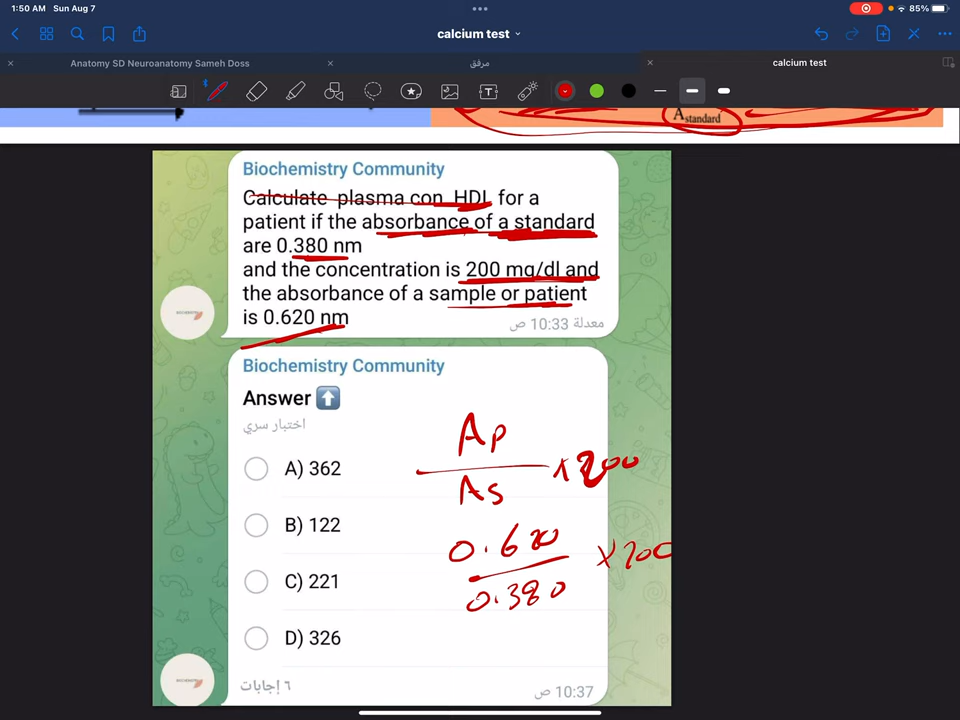 1:50 AM Sun Aug 7
85%
calcium test
Anatomy SD Neuroanatomy Sameh Doss
مرفق
calcium test
A standard
Biochemistry Community
Calculate plasma con HDL for a
patient if the absorbance of a standard
are 0.380 nm
and the concentration is 200 mg/dl and
the absorbance of a sample or patient
is 0.620 nm
معدلة 10:33 ص
Biochemistry Community
Answer
اختبار سري
Ap
As
x 200
A) 362
B) 122
0.620
0.380
x 200
C) 221
D) 326
٦ إجابات
10:37 ص